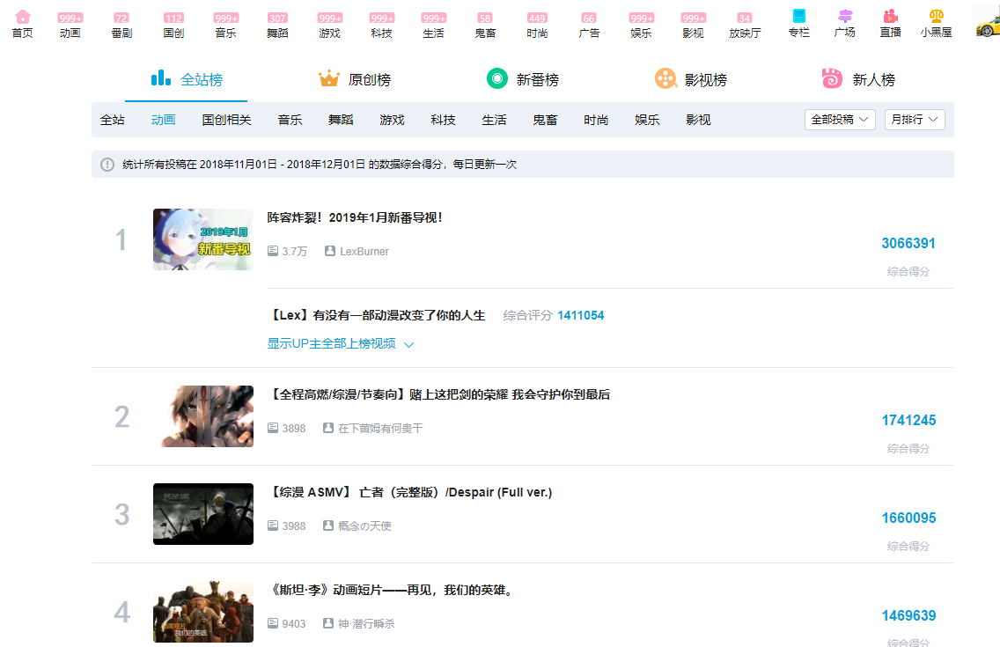 999+ 72 112 999+ 307 999+ 999+ 999+ 58 449 66 999+ 999+ 34
首页 动画 番剧 国创 音乐 舞蹈 游戏 科技 生活 鬼畜 时尚 广告 娱乐 影视 放映厅 专栏 广场 直播 小黑屋
全站榜 原创榜 新番榜 影视榜 新人榜
全站 动画 国创相关 音乐 舞蹈 游戏 科技 生活 鬼畜 时尚 娱乐 影视 全部投稿 月排行
统计所有投稿在 2018年11月01日 - 2018年12月01日 的数据综合得分，每日更新一次
1
2019年1月
新番导视
阵容炸裂！2019年1月新番导视！
3.7万 LexBurner
3066391
综合得分
【Lex】有没有一部动漫改变了你的人生 综合评分 1411054
显示UP主全部上榜视频
2
【全程高燃/综漫/节奏向】赌上这把剑的荣耀 我会守护你到最后
3898 在下蕾姆有何贵干
1741245
综合得分
3
【综漫 ASMV】 亡者（完整版）/Despair (Full ver.)
3988 概念の天使
1660095
综合得分
4
动画短片
我们的英雄
《斯坦·李》动画短片——再见，我们的英雄。
9403 神·潜行瞬杀
1469639
综合得分